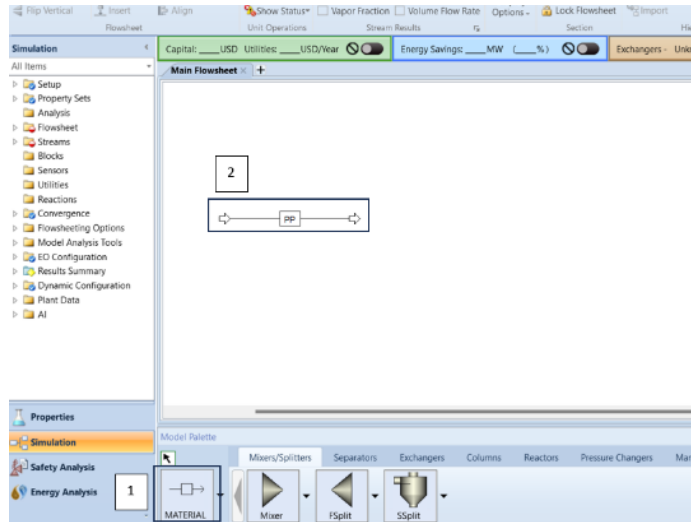 Flip Vertical Insert Align Show Status Vapor Fraction Volume Flow Rate Options Lock Flowsheet Import
Flowsheet Unit Operations Stream Results Section
Simulation < Capital: ____USD Utilities: ____USD/Year Energy Savings: ____MW (____%) Exchangers - Unk
All Items Main Flowsheet × +
Setup
Property Sets
Analysis
Flowsheet
Streams
Blocks
Sensors
Utilities
Reactions
Convergence
Flowsheeting Options
Model Analysis Tools
EO Configuration
Results Summary
Dynamic Configuration
Plant Data
AI
2
PP
Properties
Simulation
Safety Analysis
Energy Analysis
1
Model Palette
Mixers/Splitters Separators Exchangers Columns Reactors Pressure Changers Mar
MATERIAL Mixer FSplit SSplit